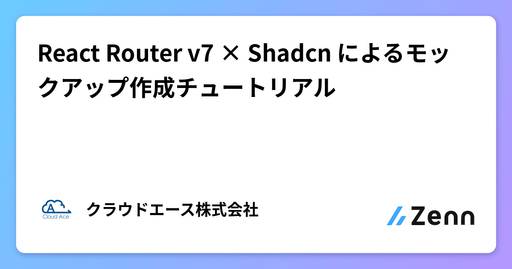 React Router v7 × Shadcn によるモッ
クアップ作成チュートリアル
Cloud Ace
クラウドエース株式会社
Zenn